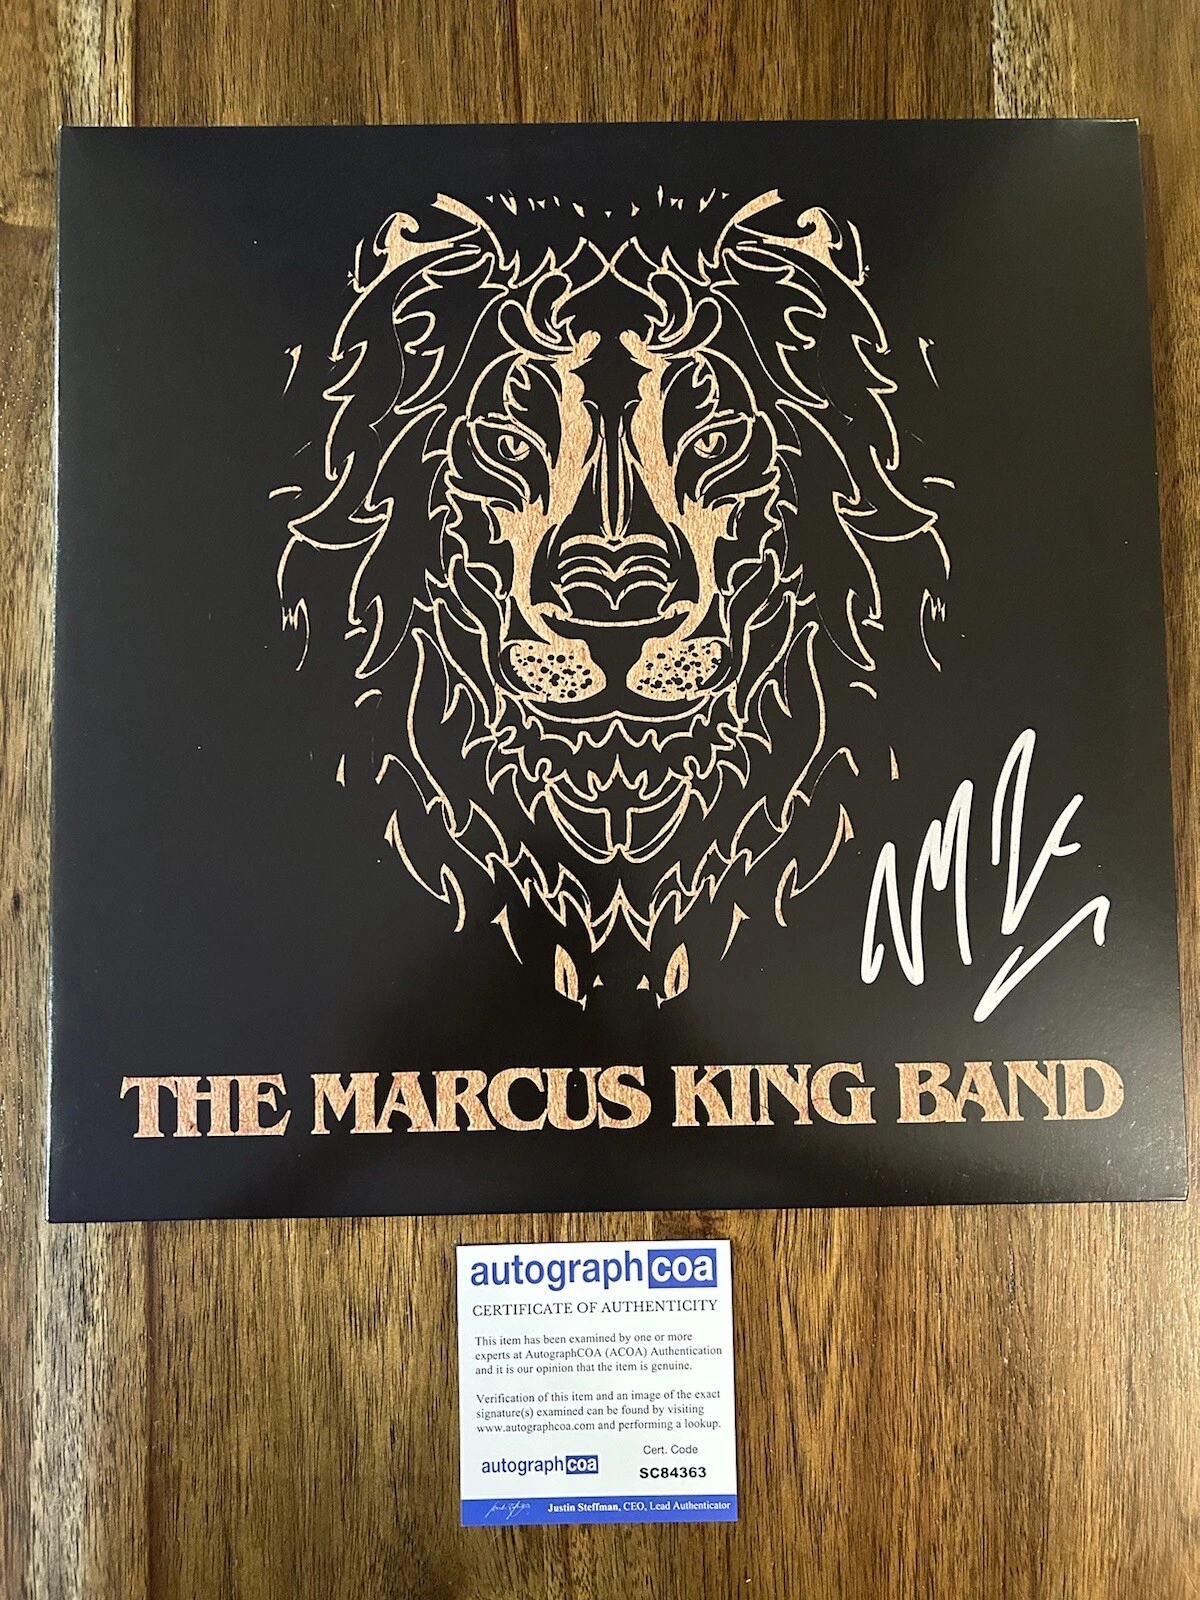 THE MARCUS KING BAND
autographcoa
CERTIFICATE OF AUTHENTICITY
This item has been examined by one or more
experts at AutographCOA (ACOA) Authentication
and it is our opinion that the item is genuine.
Verification of this item and an image of the exact
signature(s) examined can be found by visiting
www.autographcoa.com and performing a lookup.
autographcoa
Cert. Code
SC84363
Justin Steffman, CEO, Lead Authenticator